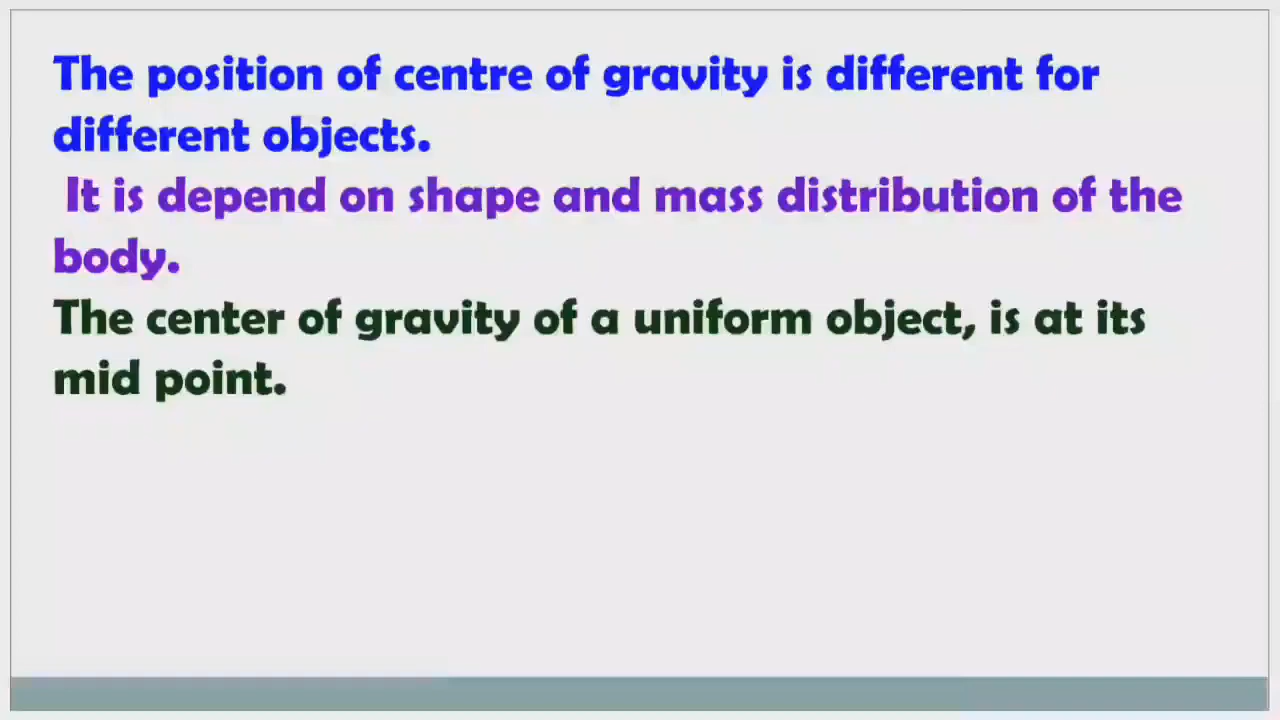 The position of centre of gravity is different for
different objects.
It is depend on shape and mass distribution of the
body.
The center of gravity of a uniform object, is at its
mid point.